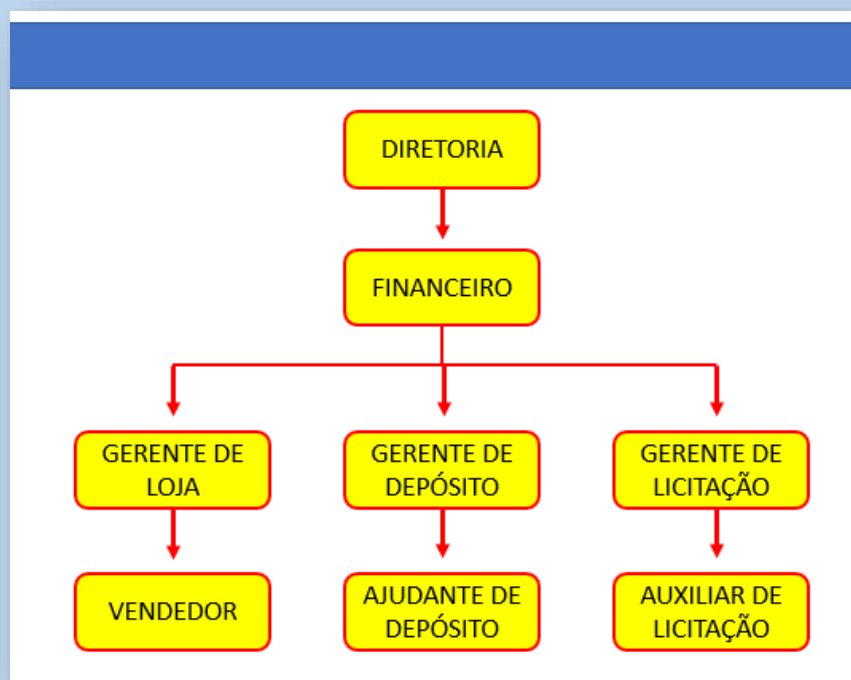 DIRETORIA
FINANCEIRO
GERENTE DE
LOJA
GERENTE DE
DEPÓSITO
GERENTE DE
LICITAÇÃO
VENDEDOR
AJUDANTE DE
DEPÓSITO
AUXILIAR DE
LICITAÇÃO